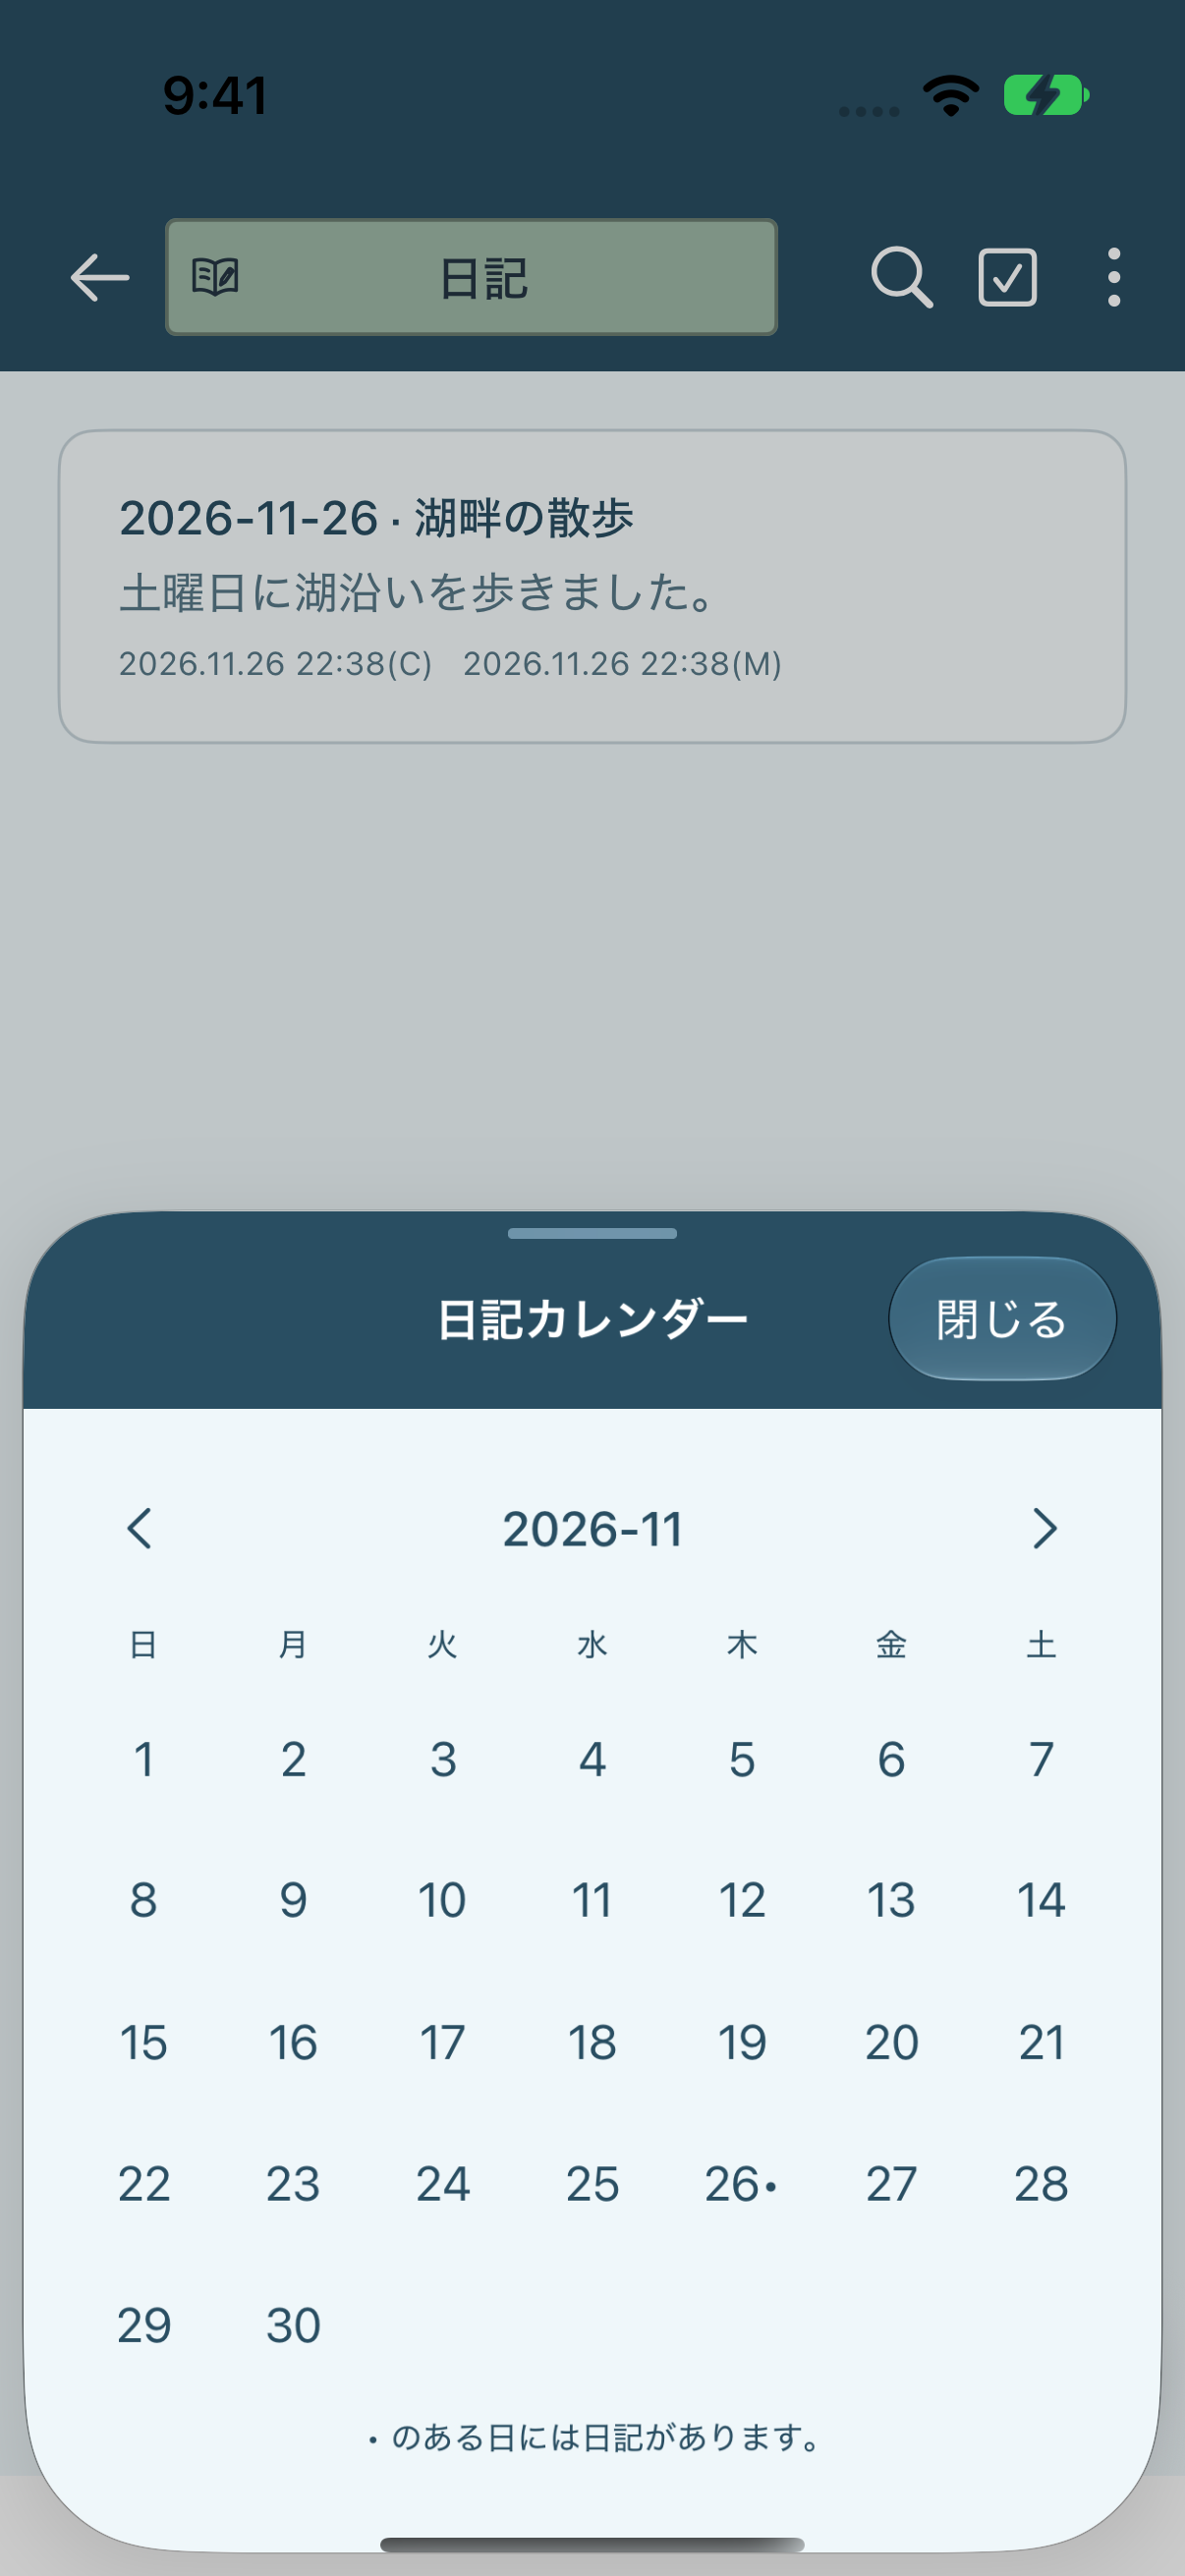 9:41
日記
2026-11-26 · 湖畔の散歩
土曜日に湖沿いを歩きました。
2026.11.26 22:38(C) 2026.11.26 22:38(M)
日記カレンダー
閉じる
2026-11
日 月 火 水 木 金 土
1 2 3 4 5 6 7
8 9 10 11 12 13 14
15 16 17 18 19 20 21
22 23 24 25 26• 27 28
29 30
• のある日には日記があります。